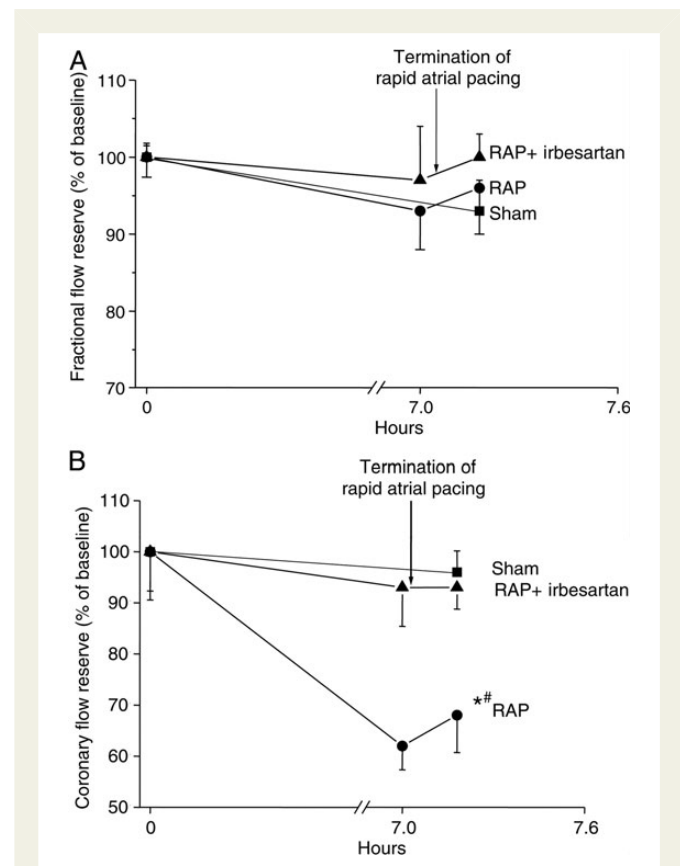 A
Termination of
rapid atrial pacing
Fractional flow reserve (% of baseline)
110
100
90
80
70
RAP+ irbesartan
RAP
Sham
0
7.0
7.6
Hours
B
Termination of
rapid atrial pacing
Coronary flow reserve (% of baseline)
110
100
90
80
70
60
50
Sham
RAP+ irbesartan
*#RAP
0
7.0
7.6
Hours